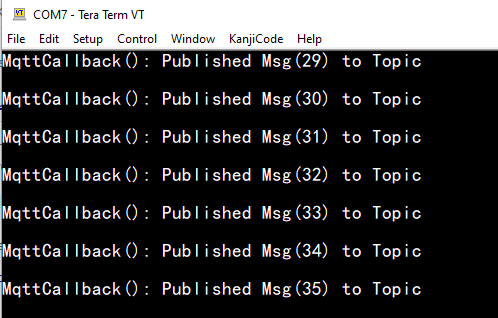 COM7 - Tera Term VT
File Edit Setup Control Window KanjiCode Help
MqttCallback(): Published Msg(29) to Topic
MqttCallback(): Published Msg(30) to Topic
MqttCallback(): Published Msg(31) to Topic
MqttCallback(): Published Msg(32) to Topic
MqttCallback(): Published Msg(33) to Topic
MqttCallback(): Published Msg(34) to Topic
MqttCallback(): Published Msg(35) to Topic